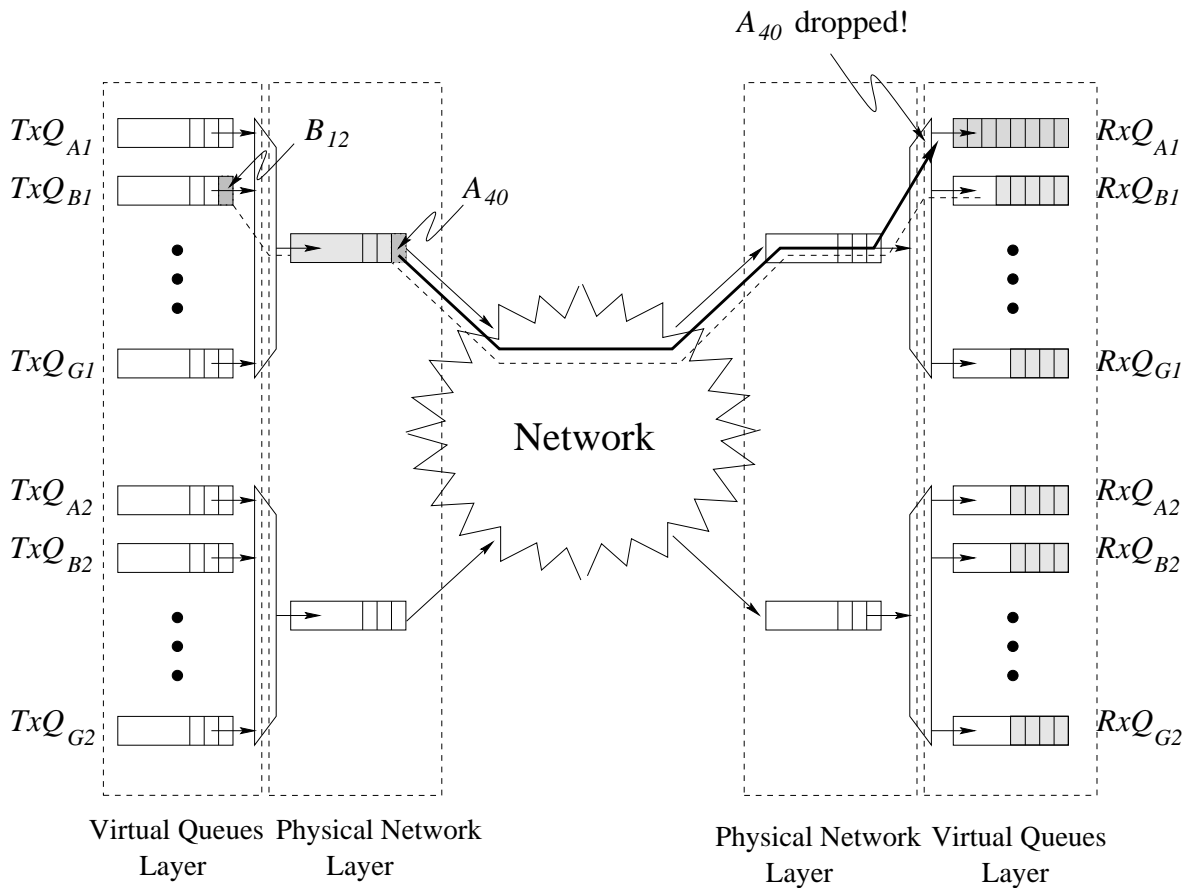 A40 dropped!
TxQA1
B12
RxQA1
TxQB1
A40
RxQB1
TxQG1
RxQG1
Network
TxQA2
RxQA2
TxQB2
RxQB2
TxQG2
RxQG2
Virtual Queues
Layer
Physical Network
Layer
Physical Network
Layer
Virtual Queues
Layer